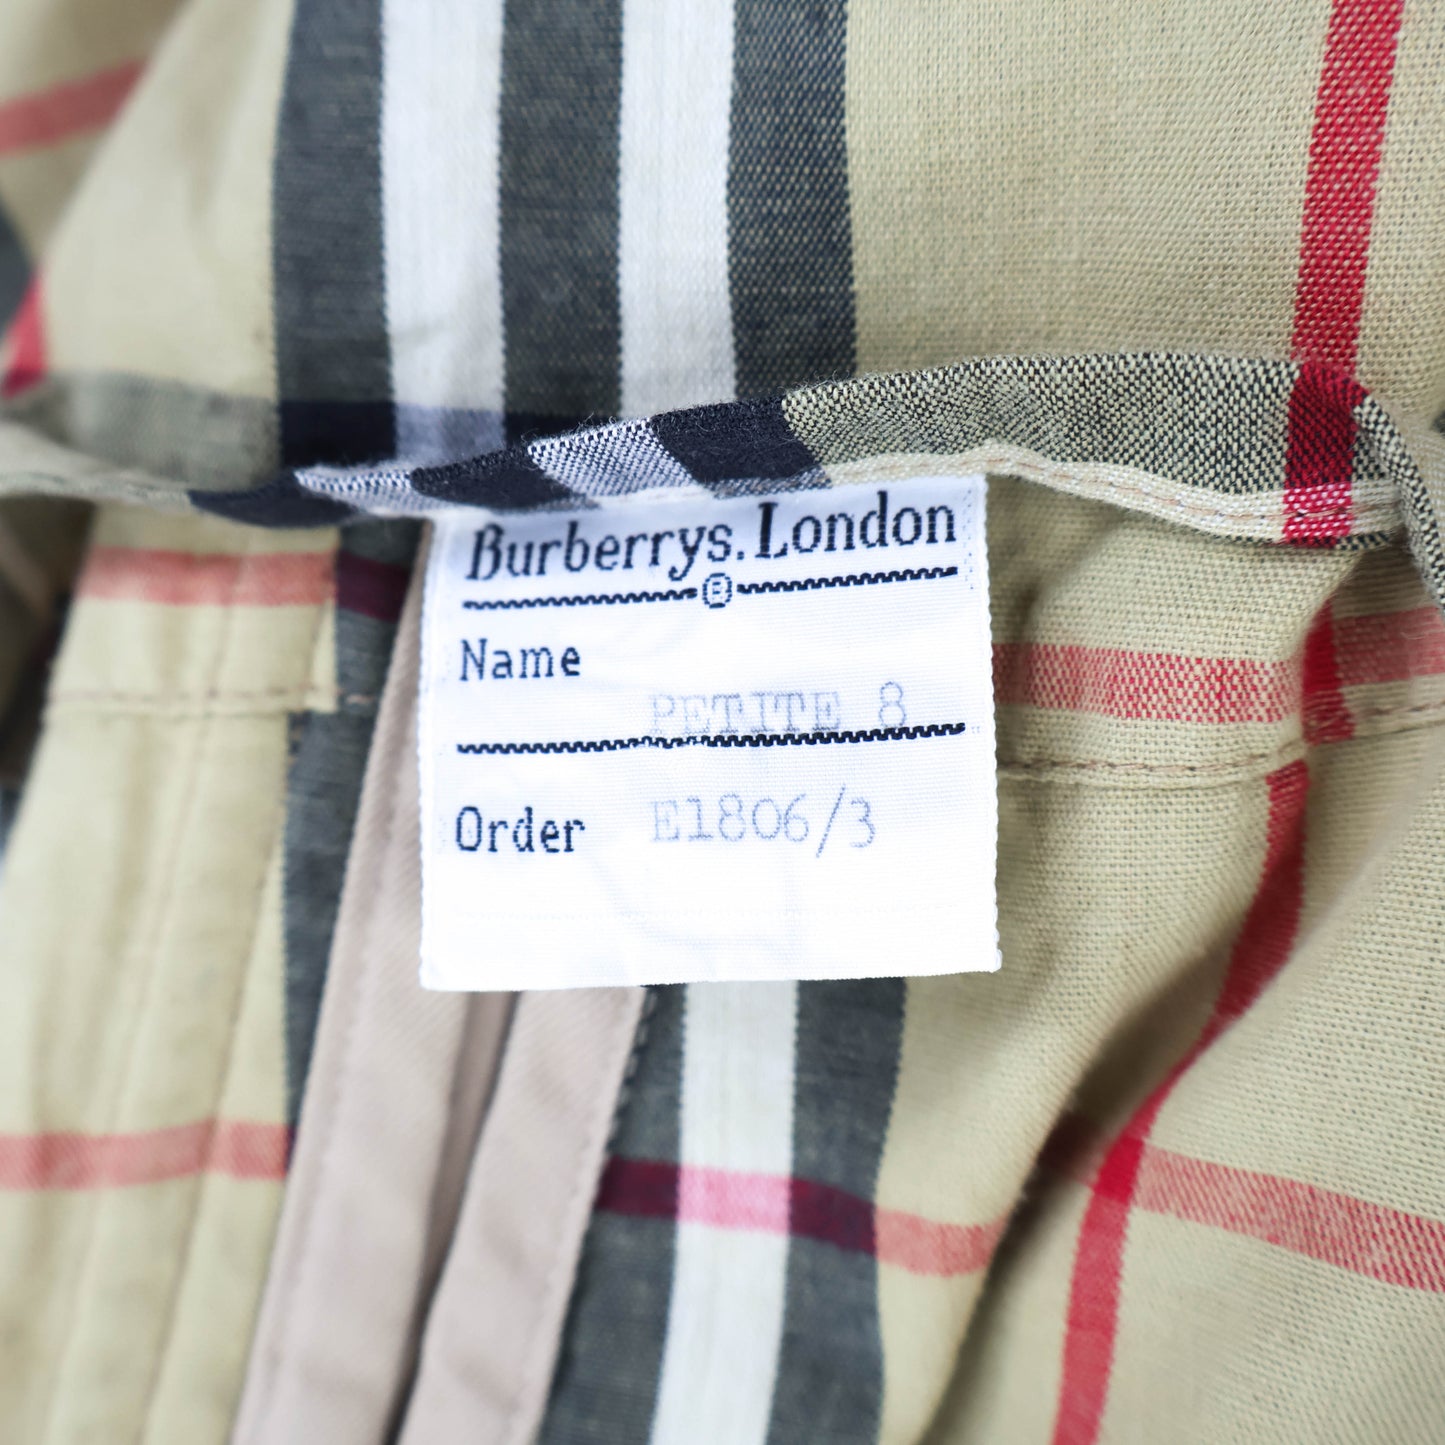 Burberrys. London
B
Name
PETITE 8
Order E1806/3